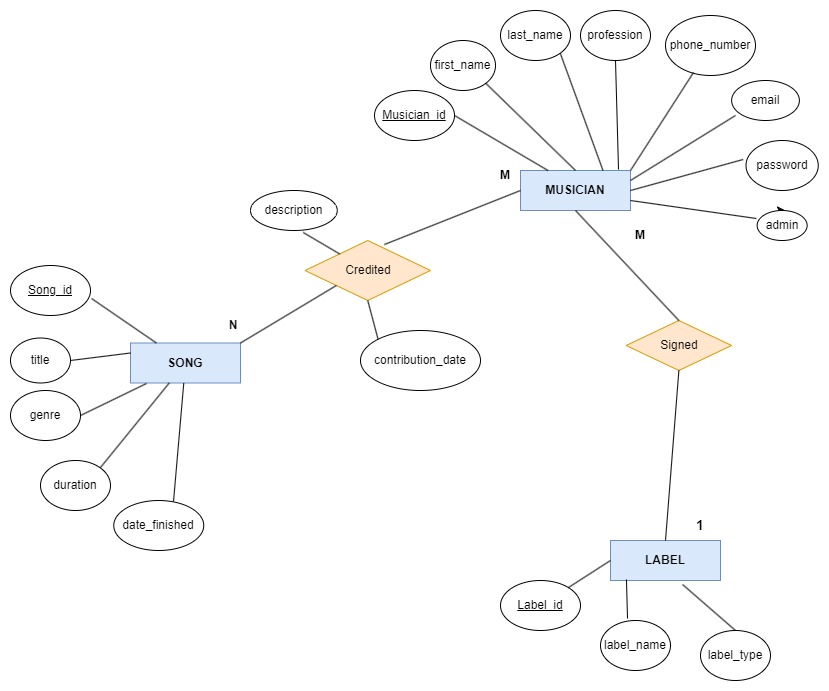 last_name
profession
phone_number
first_name
email
Musician_id
password
M
MUSICIAN
description
admin
M
Credited
Song_id
N
Signed
title
contribution_date
SONG
genre
duration
date_finished
1
LABEL
Label_id
label_name
label_type